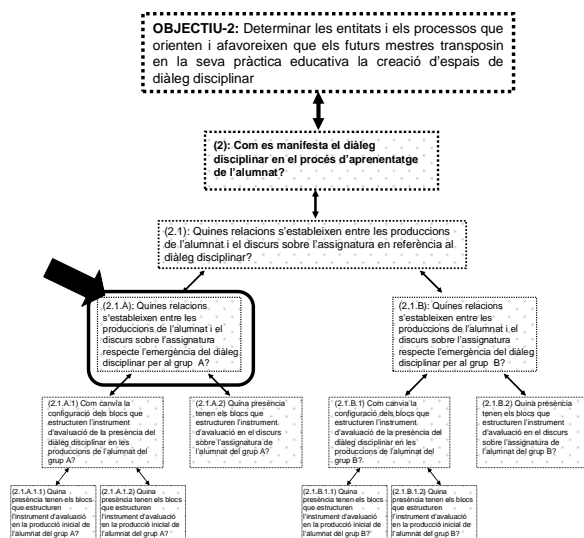 OBJECTIU-2: Determinar les entitats i els processos que
orienten i afavoreixen que els futurs mestres transposin
en la seva pràctica educativa la creació d'espais de
diàleg disciplinar
(2): Com es manifesta el diàleg
disciplinar en el procés d'aprenentatge
de l'alumnat?
(2.1): Quines relacions s'estableixen entre les produccions
de l'alumnat i el discurs sobre l'assignatura en referència al
diàleg disciplinar?
(2.1.A): Quines relacions
s'estableixen entre les
produccions de l'alumnat i el
discurs sobre l'assignatura
respecte l'emergència del diàleg
disciplinar per al grup A?
(2.1.B): Quines relacions
s'estableixen entre les
produccions de l'alumnat i el
discurs sobre l'assignatura
respecte l'emergència del diàleg
disciplinar per al grup B?
(2.1.A.1) Com canvia la
configuració dels blocs que
estructuren l'instrument
d'avaluació de la presència del
diàleg disciplinar en les
produccions de l'alumnat del
grup A?
(2.1.A.2) Quina presència
tenen els blocs que
estructuren l'instrument
d'avaluació en el discurs
sobre l'assignatura de
l'alumnat del grup A?
(2.1.B.1) Com canvia la
configuració dels blocs que
estructuren l'instrument
d'avaluació de la presència del
diàleg disciplinar en les
produccions de l'alumnat del
grup B?
(2.1.B.2) Quina presència
tenen els blocs que
estructuren l'instrument
d'avaluació en el discurs
sobre l'assignatura de
l'alumnat del grup B?
(2.1.A.1.1) Quina
presència tenen els blocs
que estructuren
l'instrument d'avaluació
en la producció inicial de
l'alumnat del grup A?
(2.1.A.1.2) Quina
presència tenen els blocs
que estructuren
l'instrument d'avaluació
en la producció final de
l'alumnat del grup A?
(2.1.B.1.1) Quina
presència tenen els blocs
que estructuren
l'instrument d'avaluació
en la producció inicial de
l'alumnat del grup B?
(2.1.B.1.2) Quina
presència tenen els blocs
que estructuren
l'instrument d'avaluació
en la producció final de
l'alumnat del grup B?